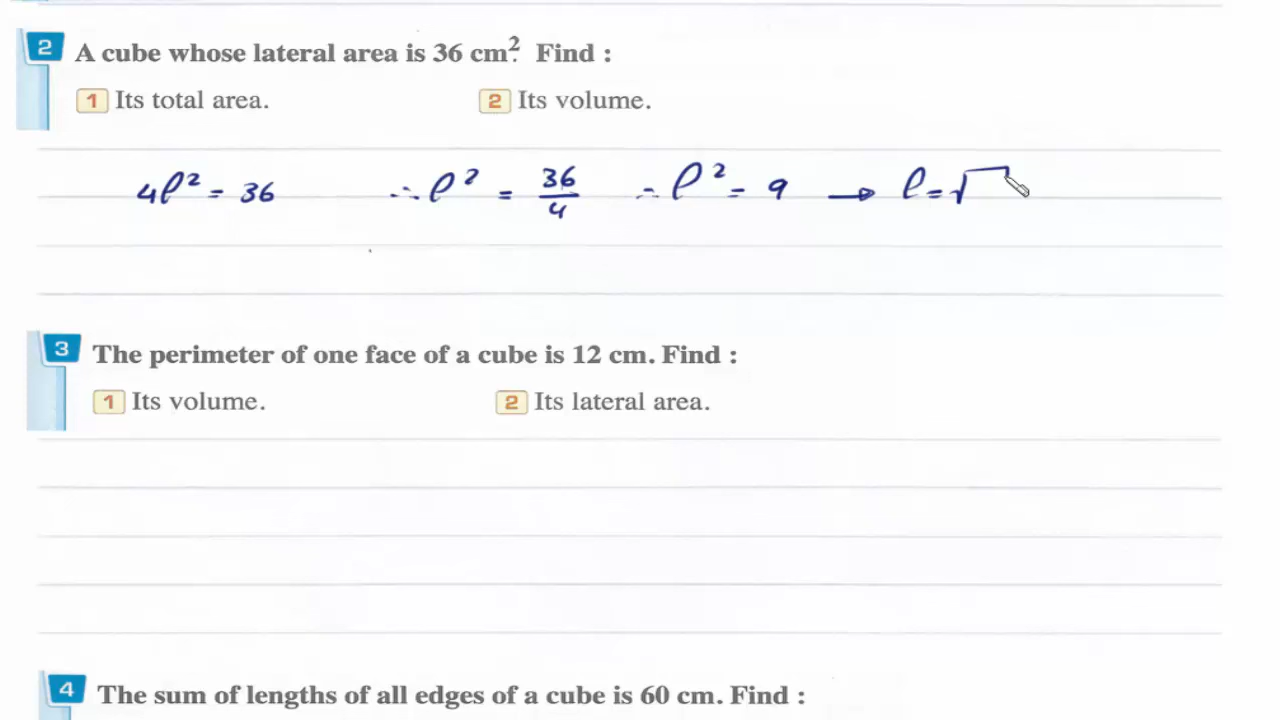 2 A cube whose lateral area is 36 cm². Find :
1 Its total area. 2 Its volume.
4ℓ² = 36 ∴ ℓ² = 36/4 ∴ ℓ² = 9 → ℓ = √
3 The perimeter of one face of a cube is 12 cm. Find :
1 Its volume. 2 Its lateral area.
4 The sum of lengths of all edges of a cube is 60 cm. Find :